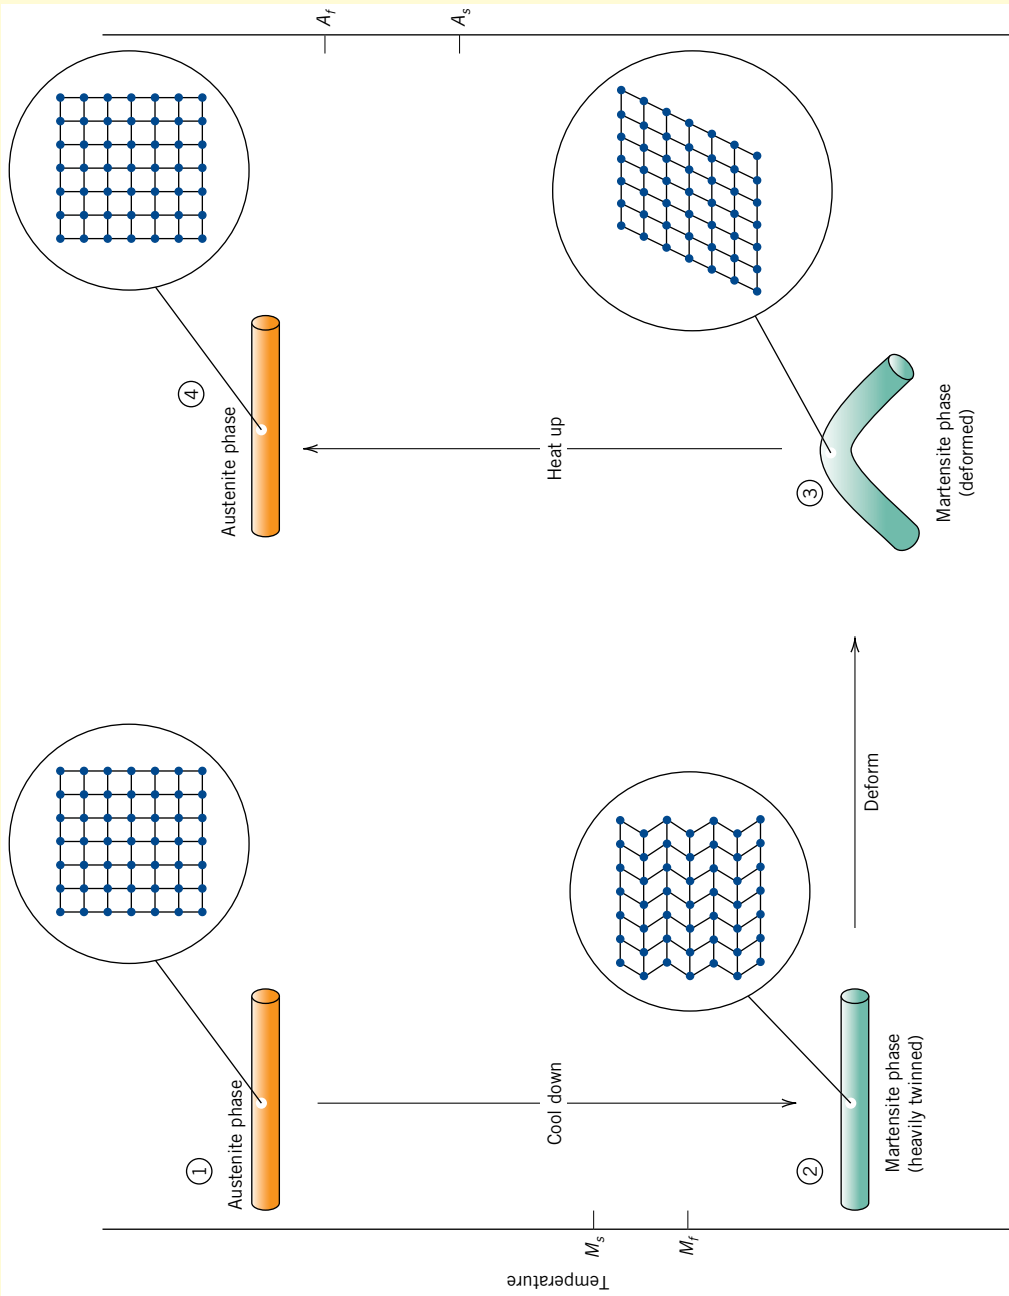 Temperature
M_s
M_f
1
Austenite phase
Cool down
2
Martensite phase
(heavily twinned)
Deform
3
Martensite phase
(deformed)
Heat up
4
Austenite phase
A_f
A_s